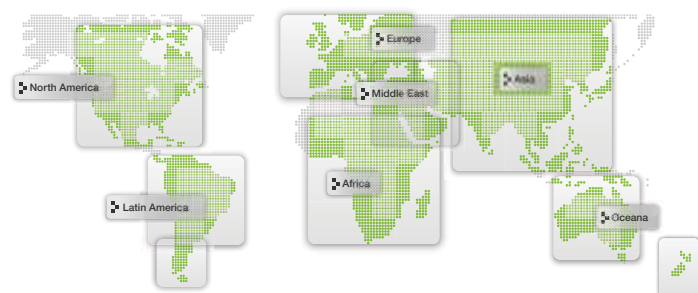 Europe
Asia
North America
Middle East
Africa
Latin America
Oceana